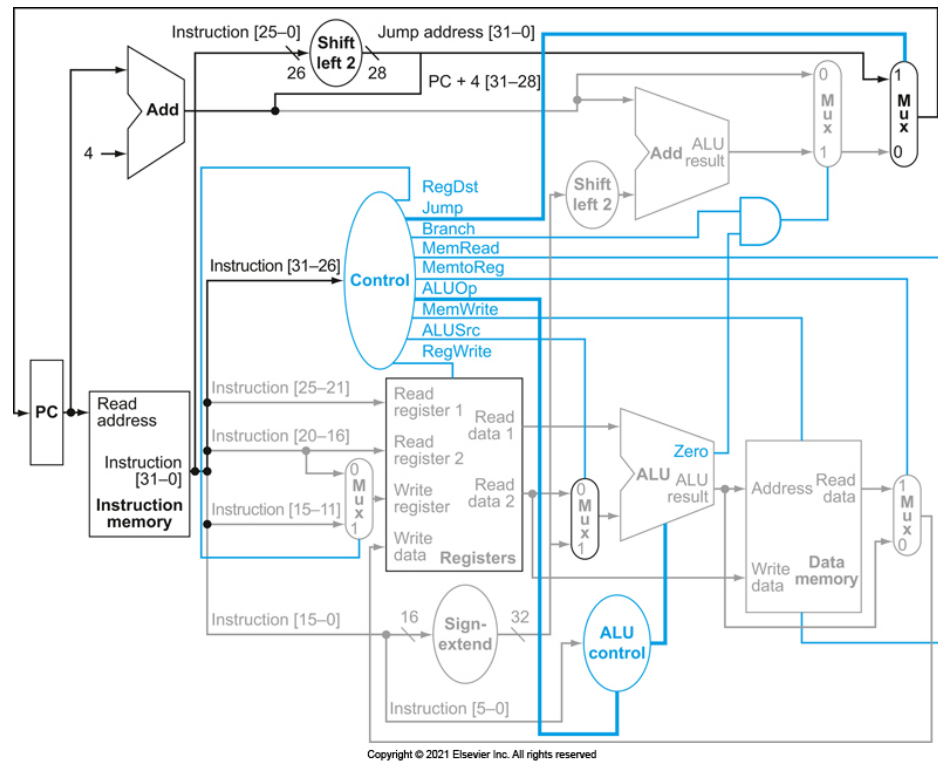 Instruction [25–0]
Shift
left 2
Jump address [31–0]
26
28
PC + 4 [31–28]
Add
4
0
Mux
1
1
Mux
0
Add
ALU
result
Shift
left 2
RegDst
Jump
Branch
MemRead
MemtoReg
ALUOp
MemWrite
ALUSrc
RegWrite
Instruction [31–26]
Control
PC
Read
address
Instruction
[31–0]
Instruction
memory
Instruction [25–21]
Instruction [20–16]
Instruction [15–11]
0
Mux
1
Read
register 1
Read
register 2
Write
register
Write
data
Read
data 1
Read
data 2
Registers
0
Mux
1
Zero
ALU
ALU
result
Address
Write
data
Read
data
Data
memory
1
Mux
0
Instruction [15–0]
16
Sign-
extend
32
ALU
control
Instruction [5–0]
Copyright © 2021 Elsevier Inc. All rights reserved